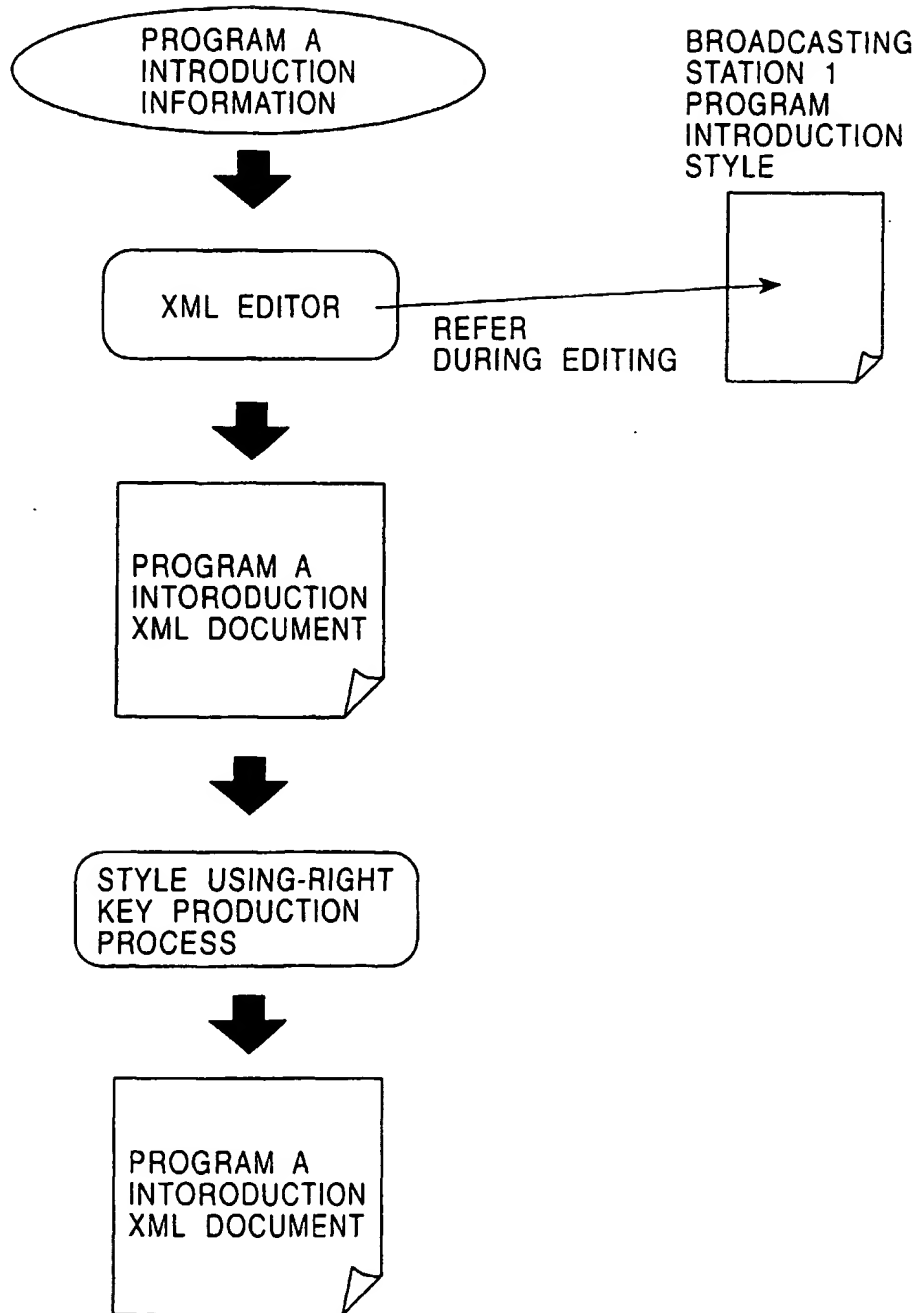 PROGRAM A
INTRODUCTION
INFORMATION
BROADCASTING
STATION 1
PROGRAM
INTRODUCTION
STYLE
XML EDITOR
REFER
DURING EDITING
PROGRAM A
INTORODUCTION
XML DOCUMENT
STYLE USING-RIGHT
KEY PRODUCTION
PROCESS
PROGRAM A
INTORODUCTION
XML DOCUMENT